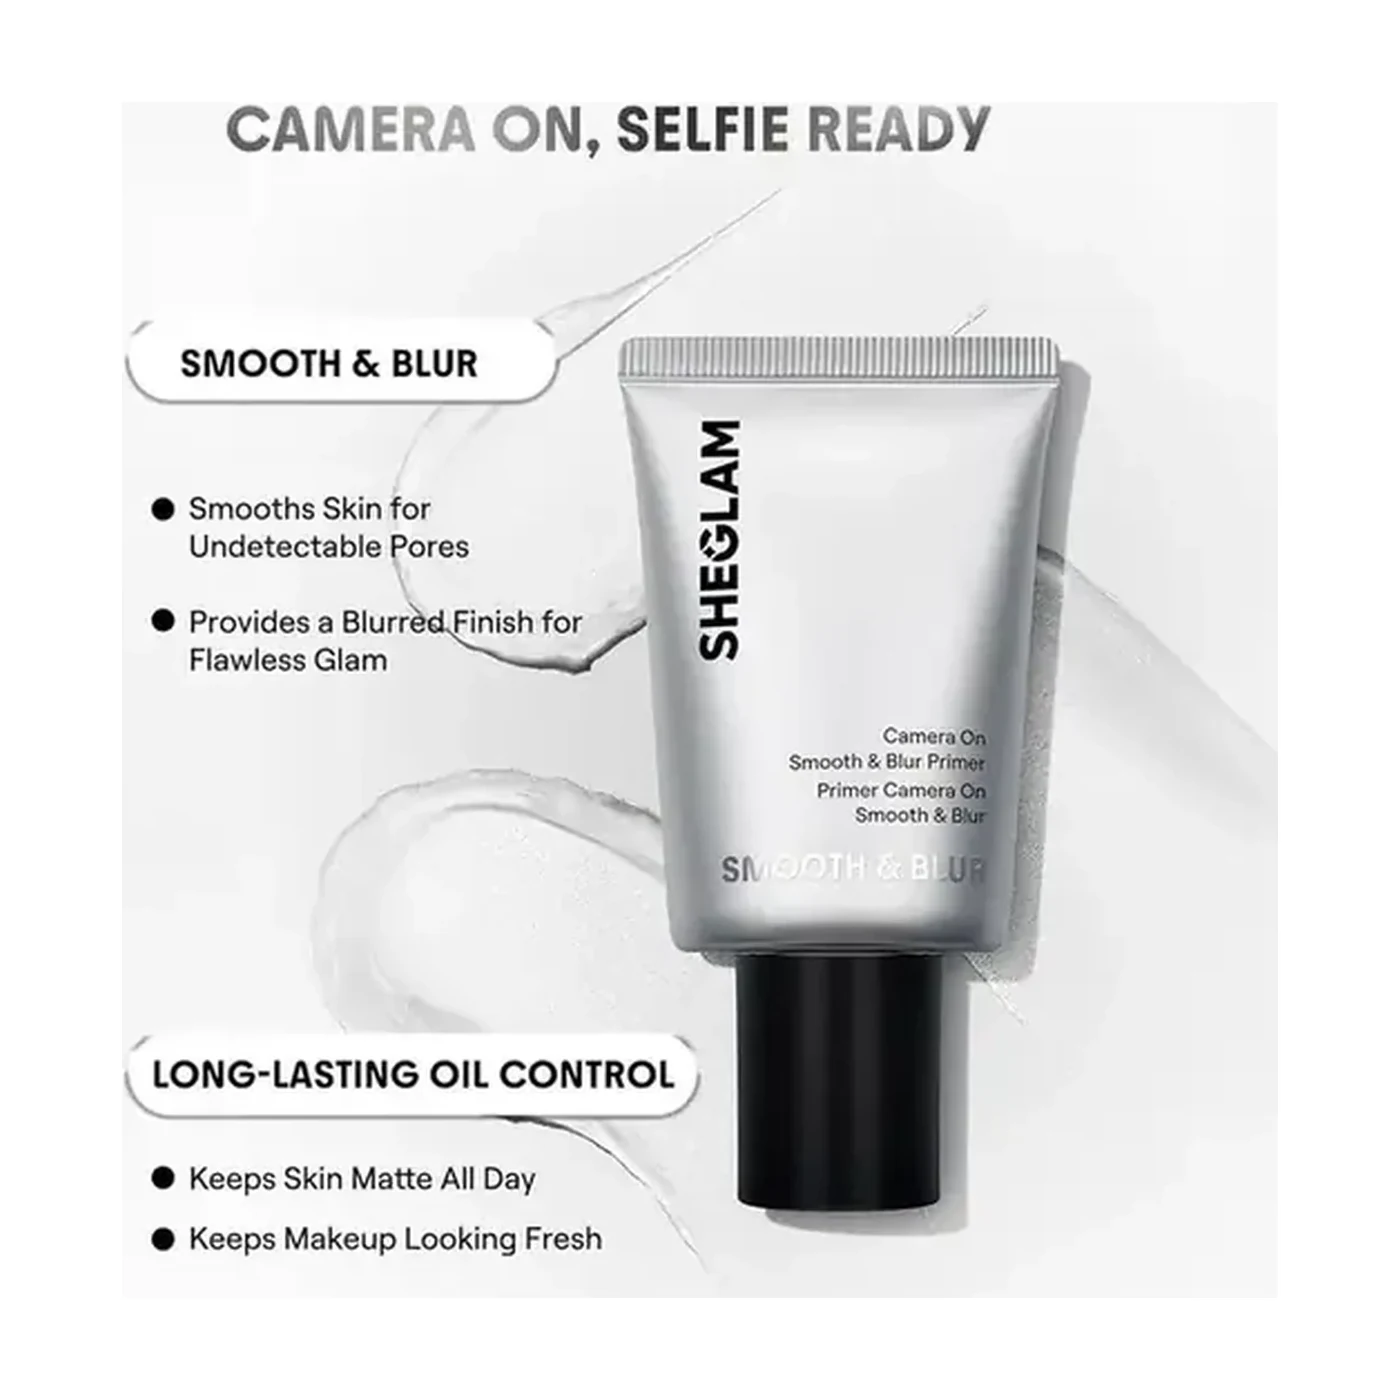 CAMERA ON, SELFIE READY
SMOOTH & BLUR
Smooths Skin for
Undetectable Pores
Provides a Blurred Finish for
Flawless Glam
SHEGLAM
Camera On
Smooth & Blur Primer
Primer Camera On
Smooth & Blur
SMOOTH & BLUR
LONG-LASTING OIL CONTROL
Keeps Skin Matte All Day
Keeps Makeup Looking Fresh